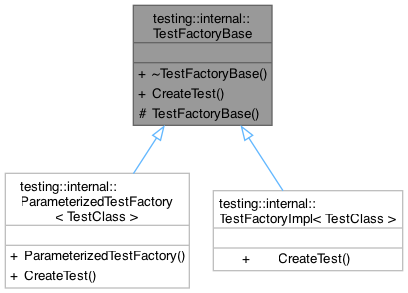 testing::internal::
TestFactoryBase
+ ~TestFactoryBase()
+ CreateTest()
# TestFactoryBase()
testing::internal::
ParameterizedTestFactory
< TestClass >
+ ParameterizedTestFactory()
+ CreateTest()
testing::internal::
TestFactoryImpl< TestClass >
+ CreateTest()